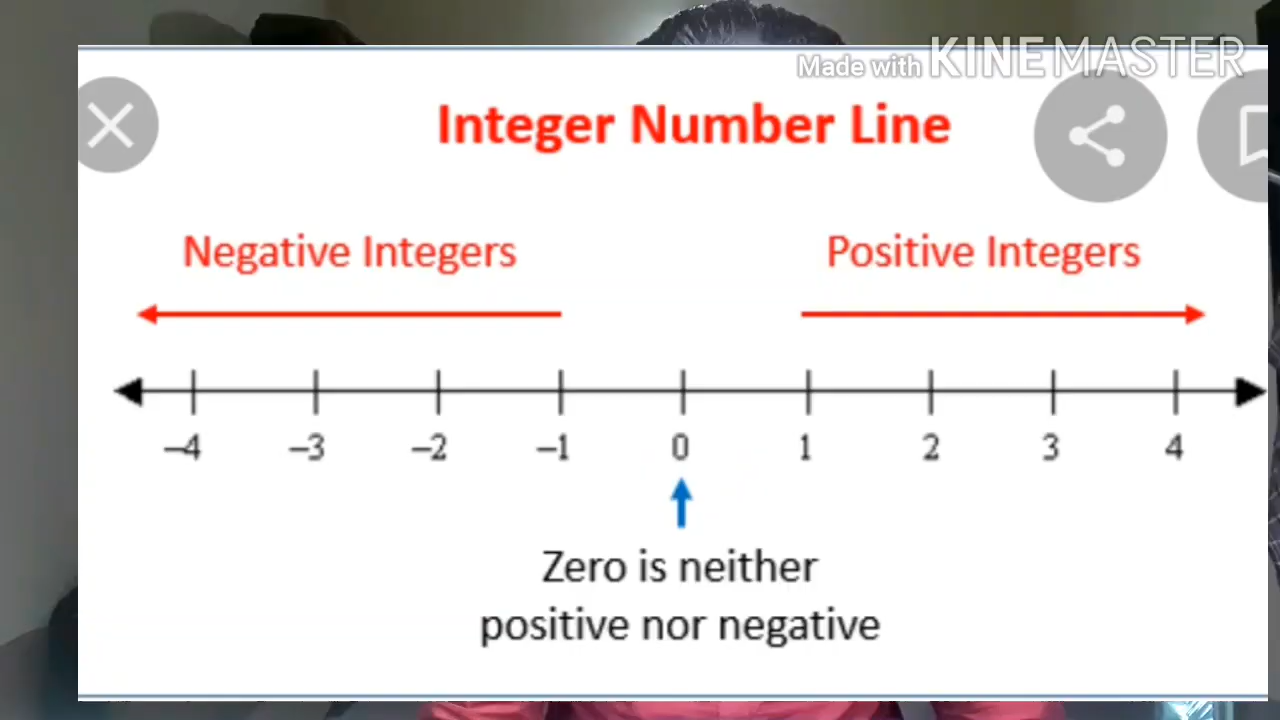 Made with KINEMASTER
Integer Number Line
Negative Integers Positive Integers
–4 –3 –2 –1 0 1 2 3 4
Zero is neither
positive nor negative